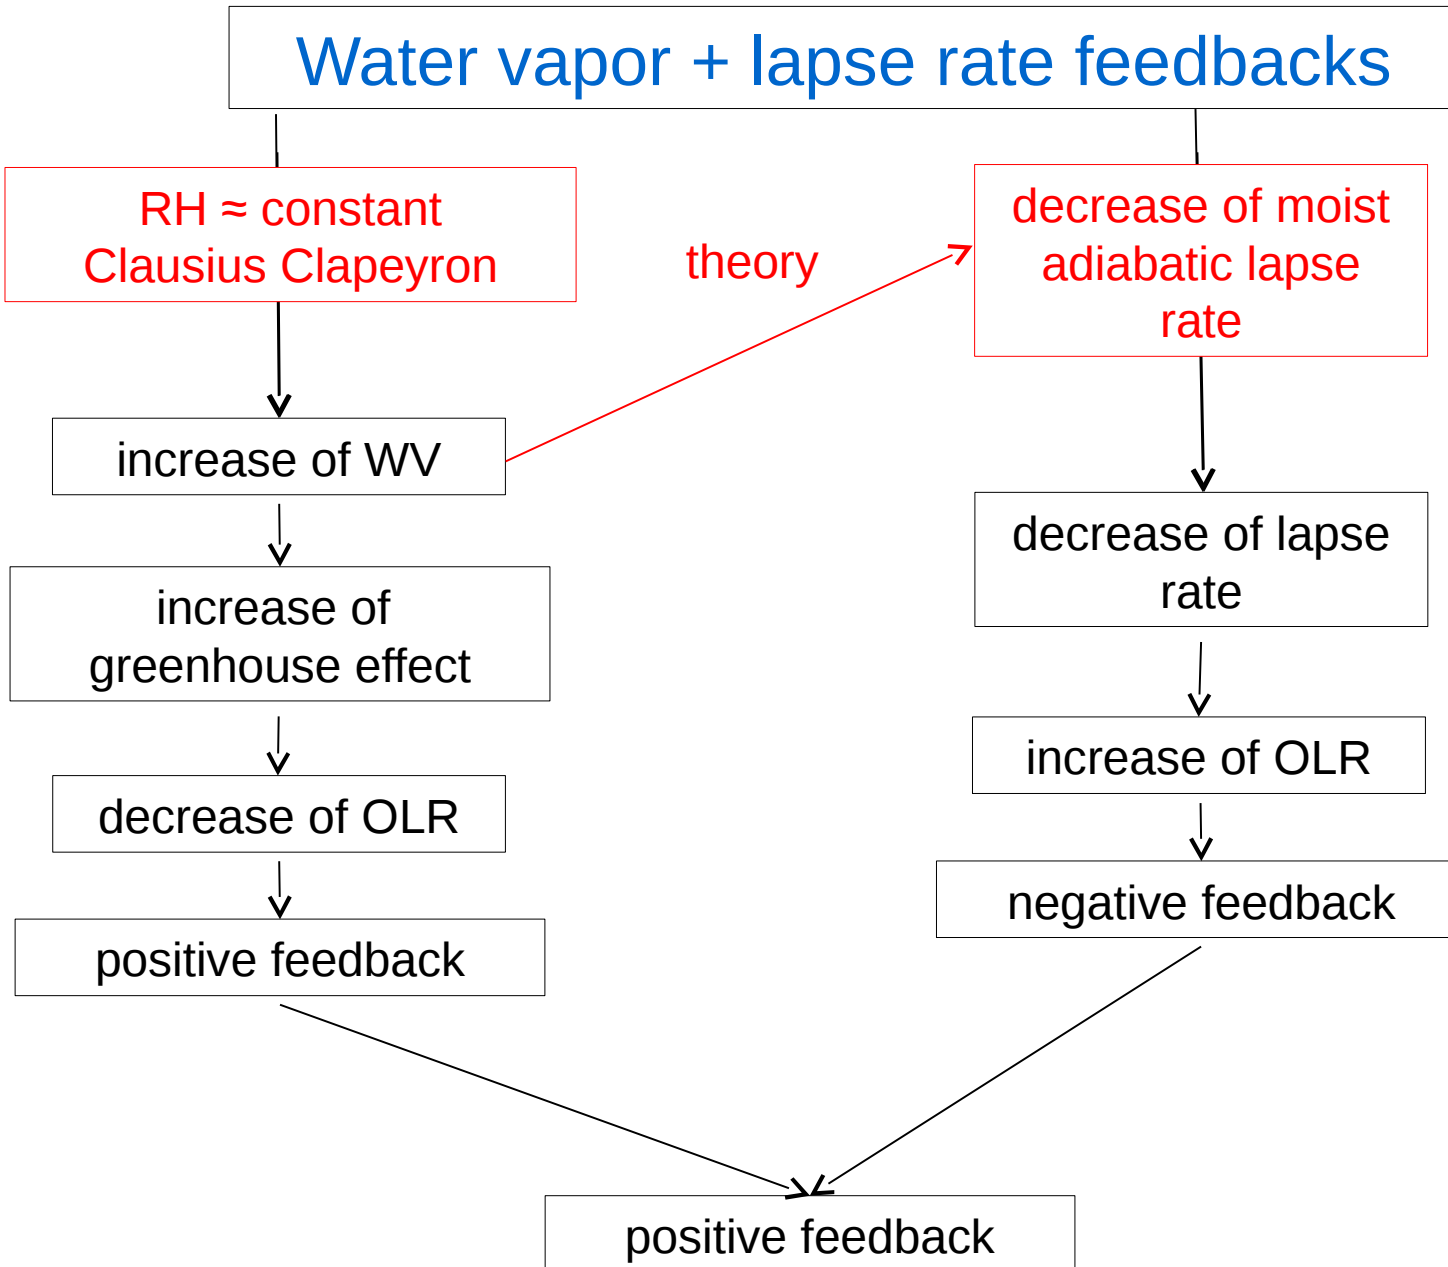 Water vapor + lapse rate feedbacks
RH ≈ constant
Clausius Clapeyron
increase of WV
increase of
greenhouse effect
decrease of OLR
positive feedback
theory
decrease of moist
adiabatic lapse
rate
decrease of lapse
rate
increase of OLR
negative feedback
positive feedback